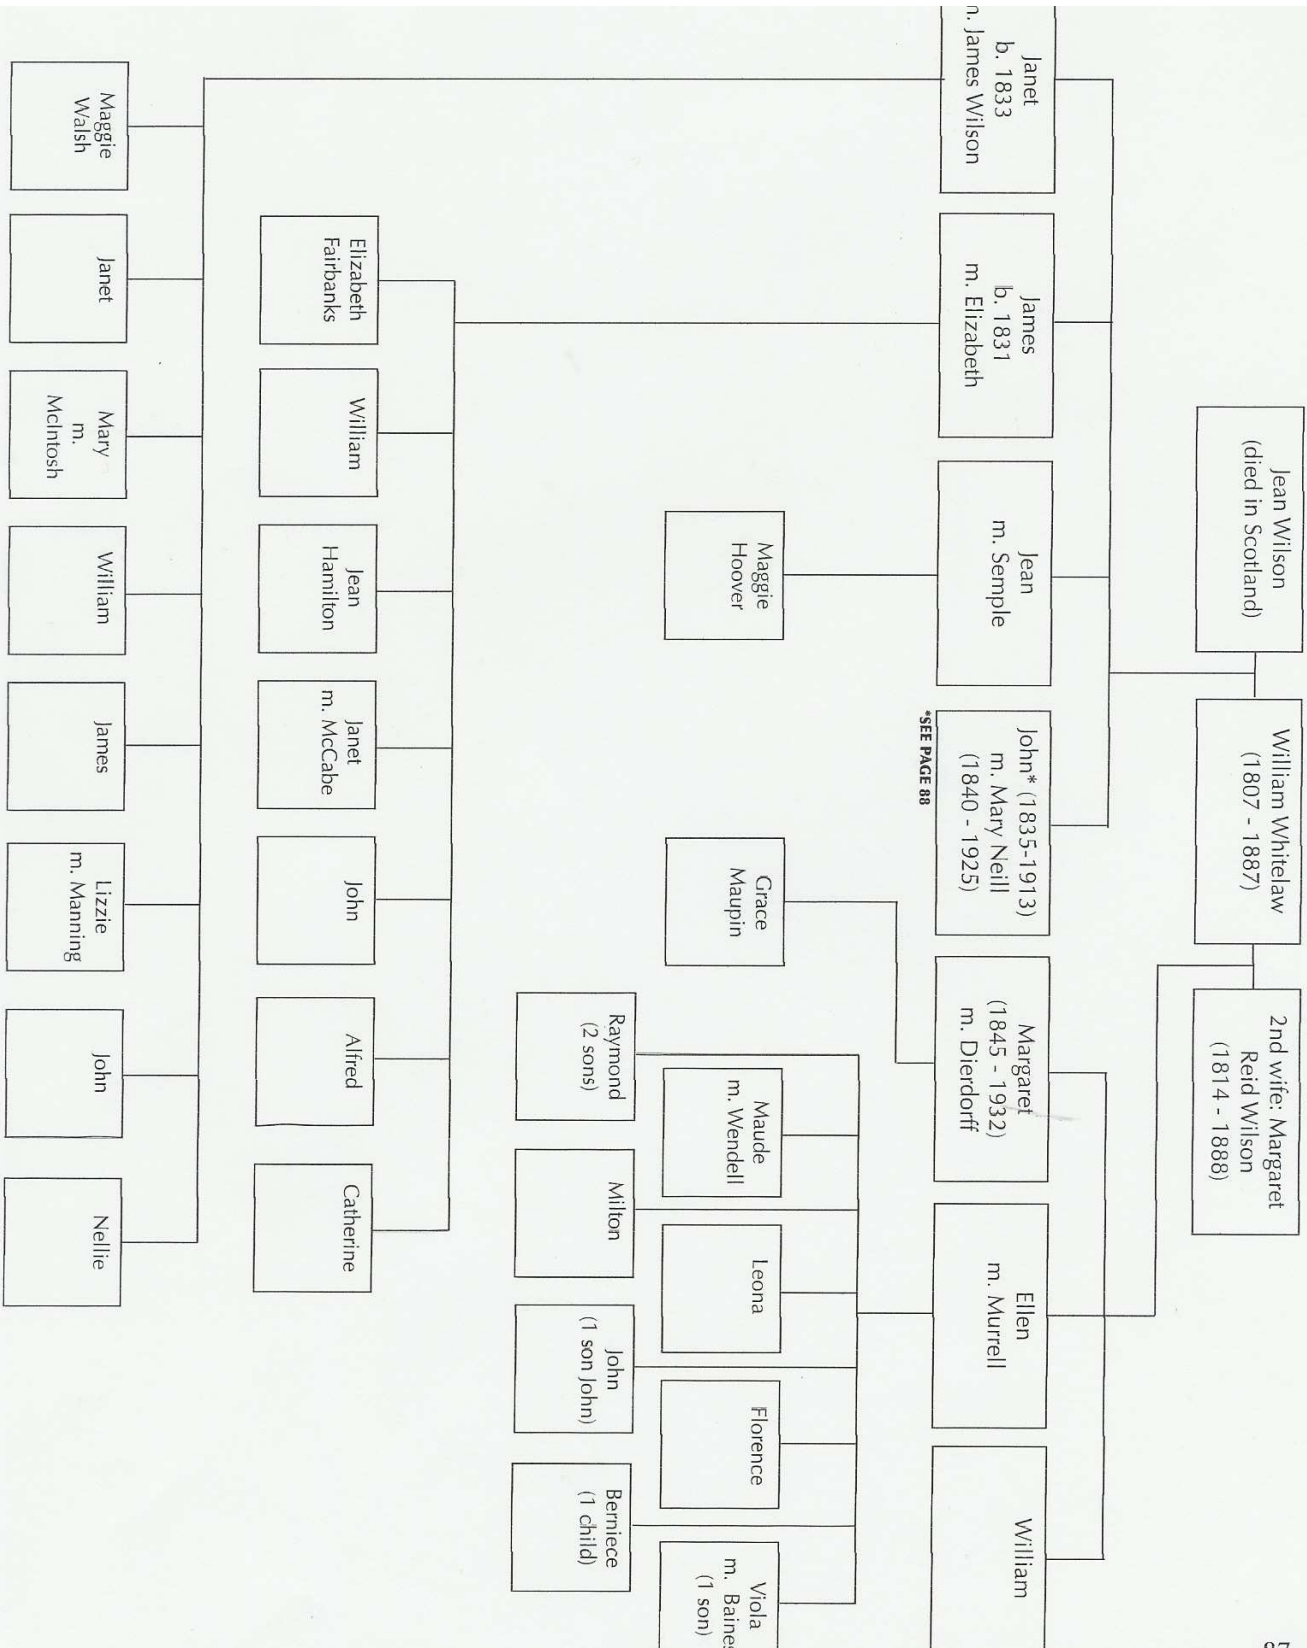 Jean Wilson
(died in Scotland)
William Whitelaw
(1807 - 1887)
2nd wife: Margaret
Reid Wilson
(1814 - 1888)
Janet
b. 1833
m. James Wilson
James
b. 1831
m. Elizabeth
Jean
m. Semple
John* (1835-1913)
m. Mary Neill
(1840 - 1925)
*SEE PAGE 88
Margaret
(1845 - 1932)
m. Dierdorff
Ellen
m. Murrell
William
Maggie
Hoover
Grace
Maupin
Maude
m. Wendell
Leona
Florence
Viola
m. Baines
(1 son)
Raymond
(2 sons)
Milton
John
(1 son John)
Berniece
(1 child)
Elizabeth
Fairbanks
William
Jean
Hamilton
Janet
m. McCabe
John
Alfred
Catherine
Maggie
Walsh
Janet
Mary
m.
McIntosh
William
James
Lizzie
m. Manning
John
Nellie